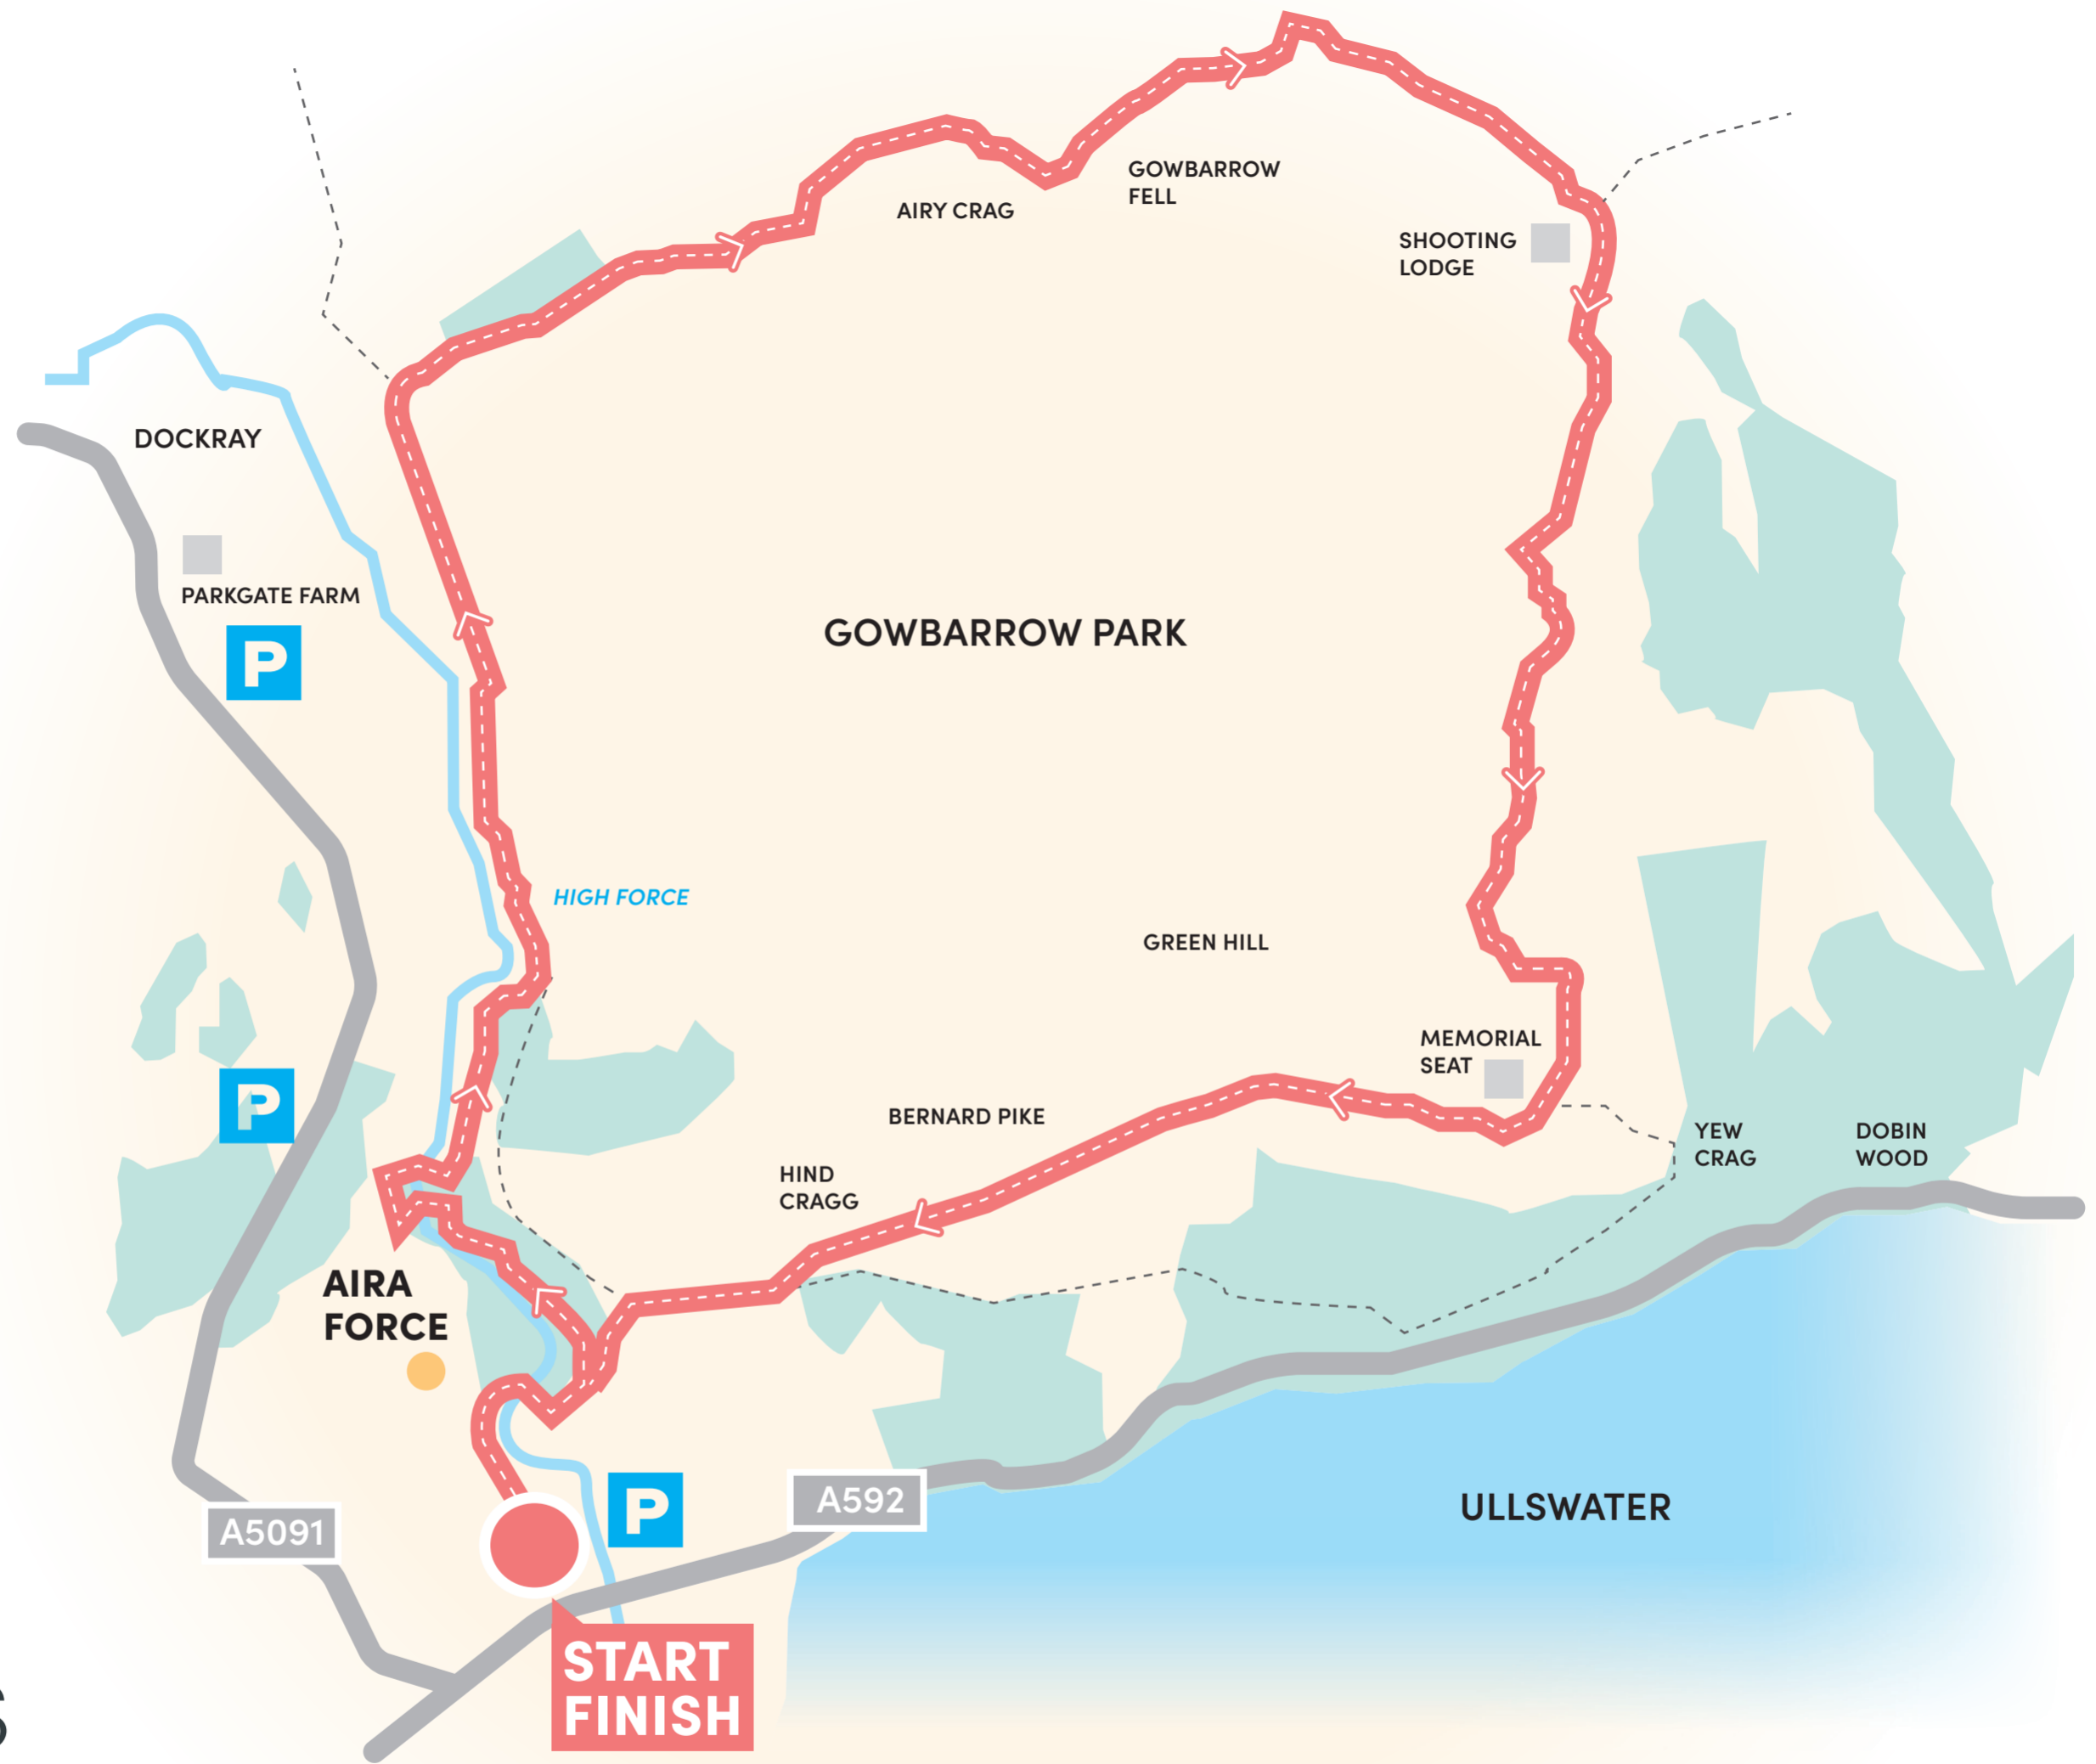 GOWBARROW
FELL
AIRY CRAG
SHOOTING
LODGE
DOCKRAY
PARKGATE FARM
P
GOWBARROW PARK
HIGH FORCE
GREEN HILL
MEMORIAL
SEAT
P
BERNARD PIKE
YEW
CRAG
DOBIN
WOOD
HIND
CRAGG
AIRA
FORCE
P
A592
ULLSWATER
A5091
START
FINISH